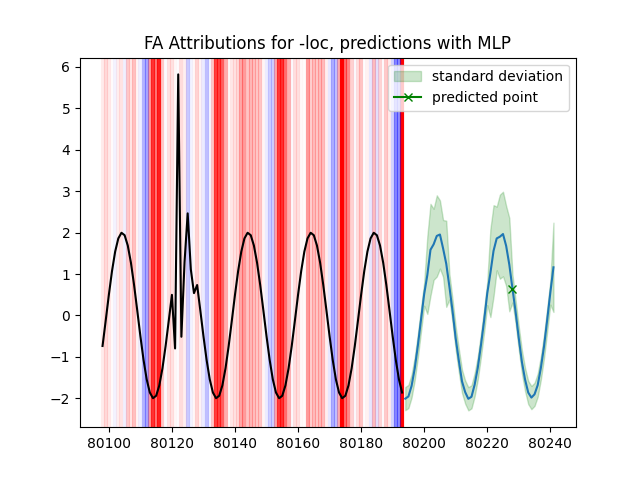 FA Attributions for -loc, predictions with MLP
standard deviation
predicted point
6
5
4
3
2
1
0
−1
−2
80100 80120 80140 80160 80180 80200 80220 80240